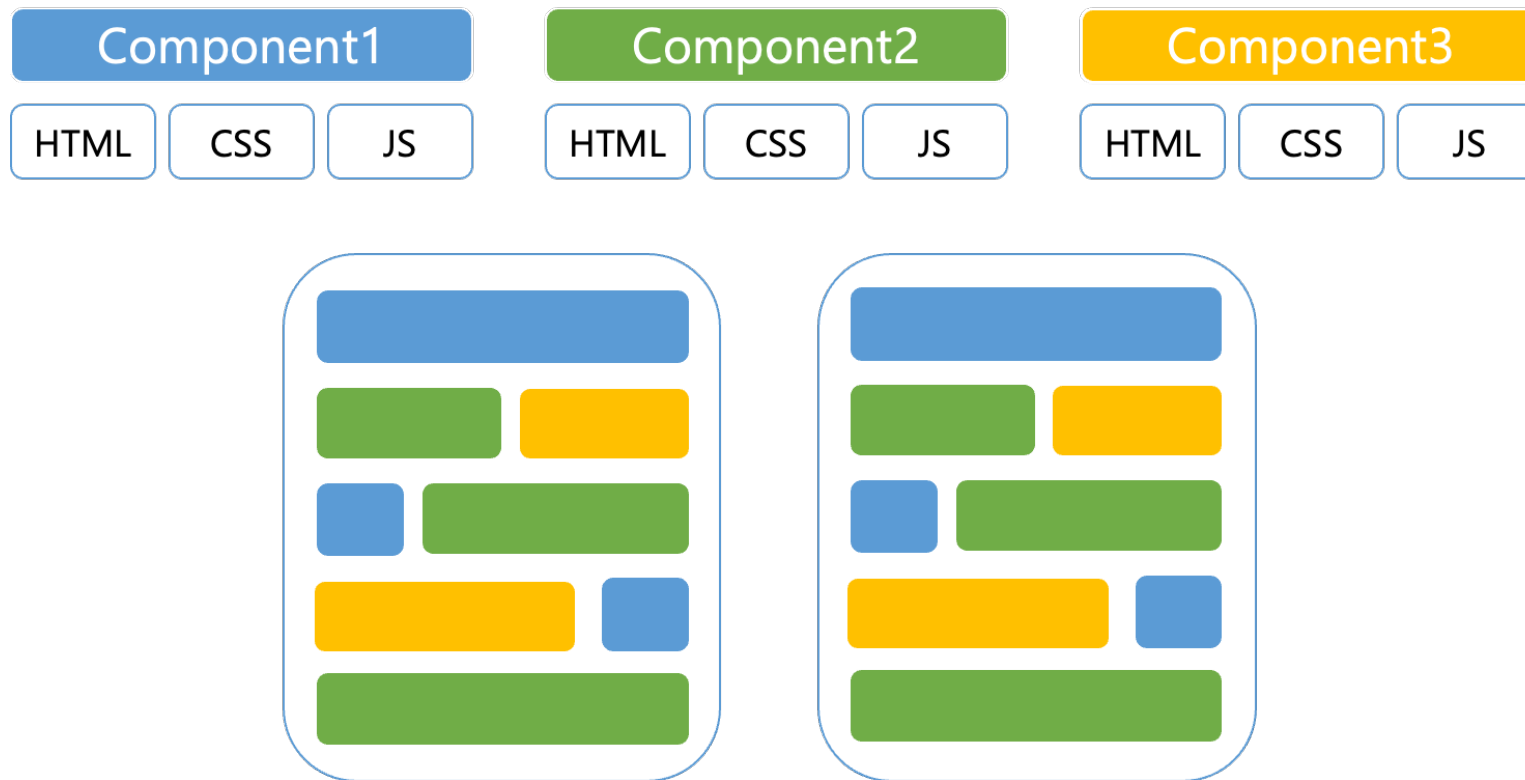 Component1
Component2
Component3
HTML
CSS
JS
HTML
CSS
JS
HTML
CSS
JS